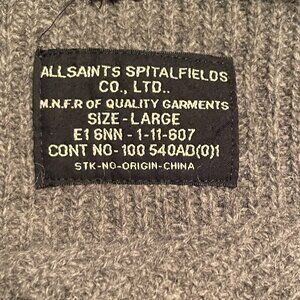 ALLSAINTS SPITALFIELDS
CO., LTD..
M.N.F.R OF QUALITY GARMENTS
SIZE-LARGE
E1 6NN - 1-11-607
CONT NO-100 540AD(0)1
STK-NO-ORIGIN-CHINA